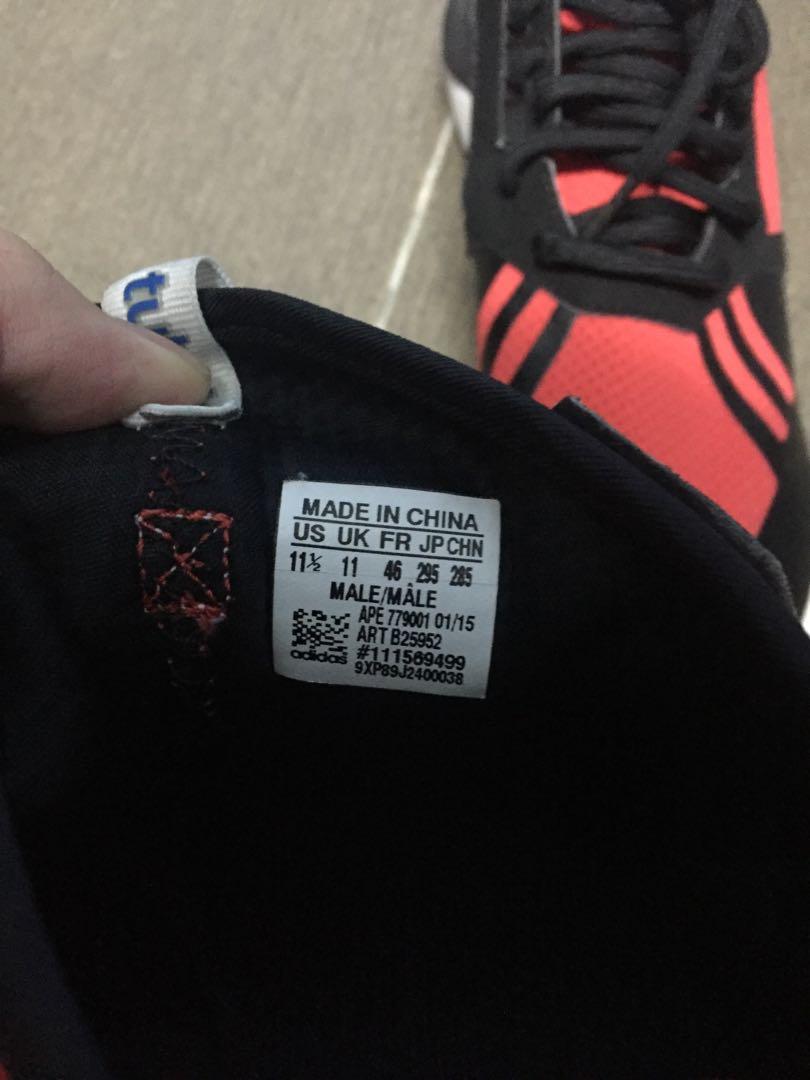 tu
MADE IN CHINA
US UK FR JP CHN
11½ 11 46 295 285
MALE/MÂLE
APE 779001 01/15
ART B25952
adidas #111569499
9XP89J2400038